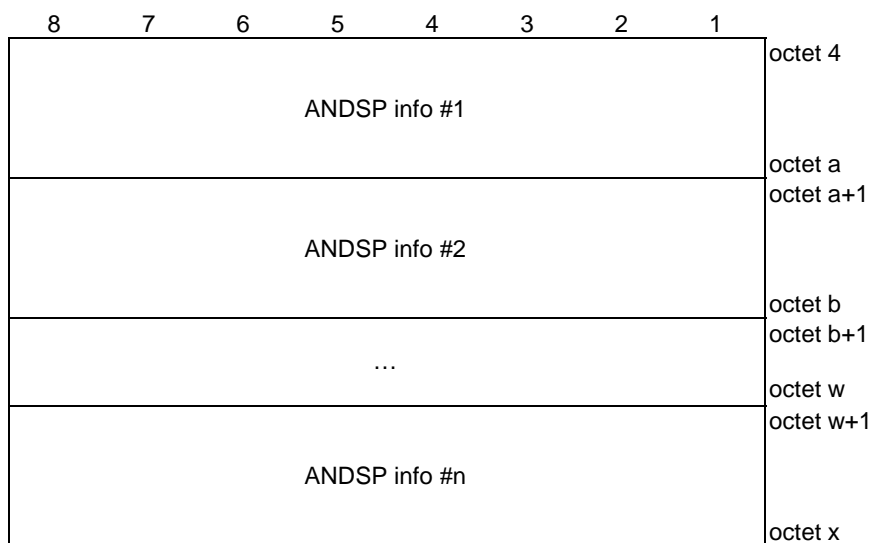 8 7 6 5 4 3 2 1
octet 4
ANDSP info #1
octet a
octet a+1
ANDSP info #2
octet b
octet b+1
…
octet w
octet w+1
ANDSP info #n
octet x